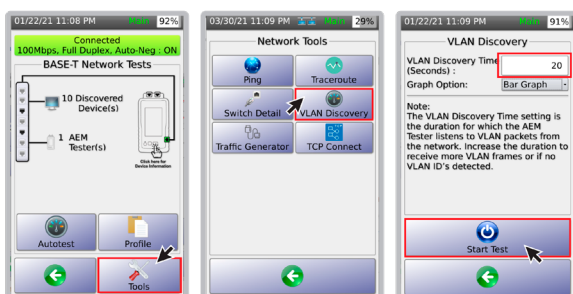 01/22/21 11:08 PM Main 92%
Connected
100Mbps, Full Duplex, Auto-Neg : ON
BASE-T Network Tests
10 Discovered
Device(s)
1 AEM
Tester(s)
Click here for
Device Information
Autotest
Profile
Tools
03/30/21 11:09 PM Main 29%
Network Tools
Ping
Traceroute
Switch Detail
VLAN Discovery
Traffic Generator
TCP Connect
01/22/21 11:09 PM Main 91%
VLAN Discovery
VLAN Discovery Time
(Seconds) :
20
Graph Option:
Bar Graph
Note:
The VLAN Discovery Time setting is
the duration for which the AEM
Tester listens to VLAN packets from
the network. Increase the duration to
receive more VLAN frames or if no
VLAN ID's detected.
Start Test